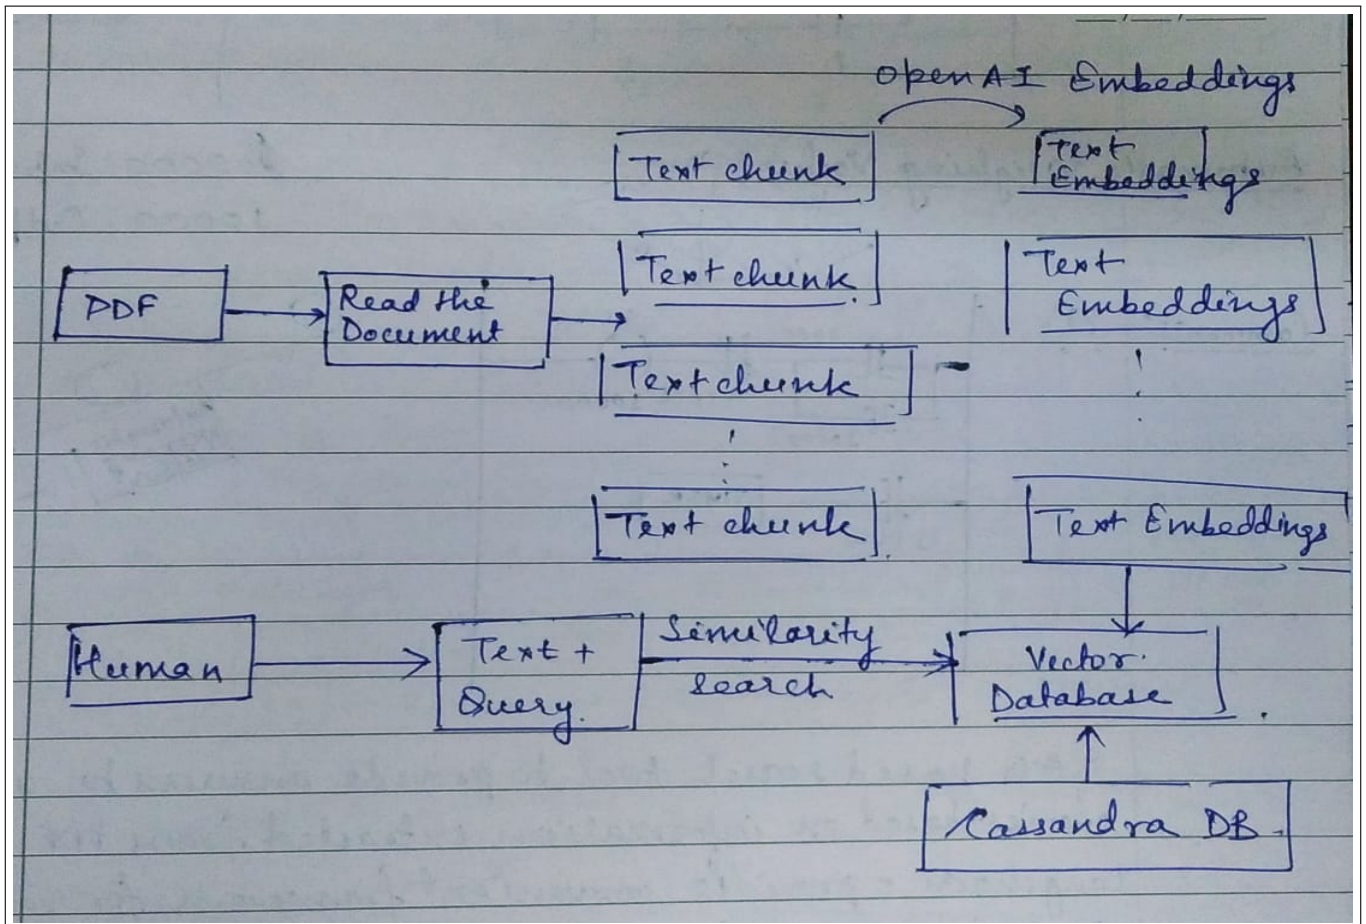 OpenAI Embeddings
Text chunk
Text
Embeddings
Text chunk
Text
Embeddings
PDF
Read the
Document
Text chunk
Text chunk
Text Embeddings
Human
Text +
Query.
Similarity
search
Vector
Database
Cassandra DB